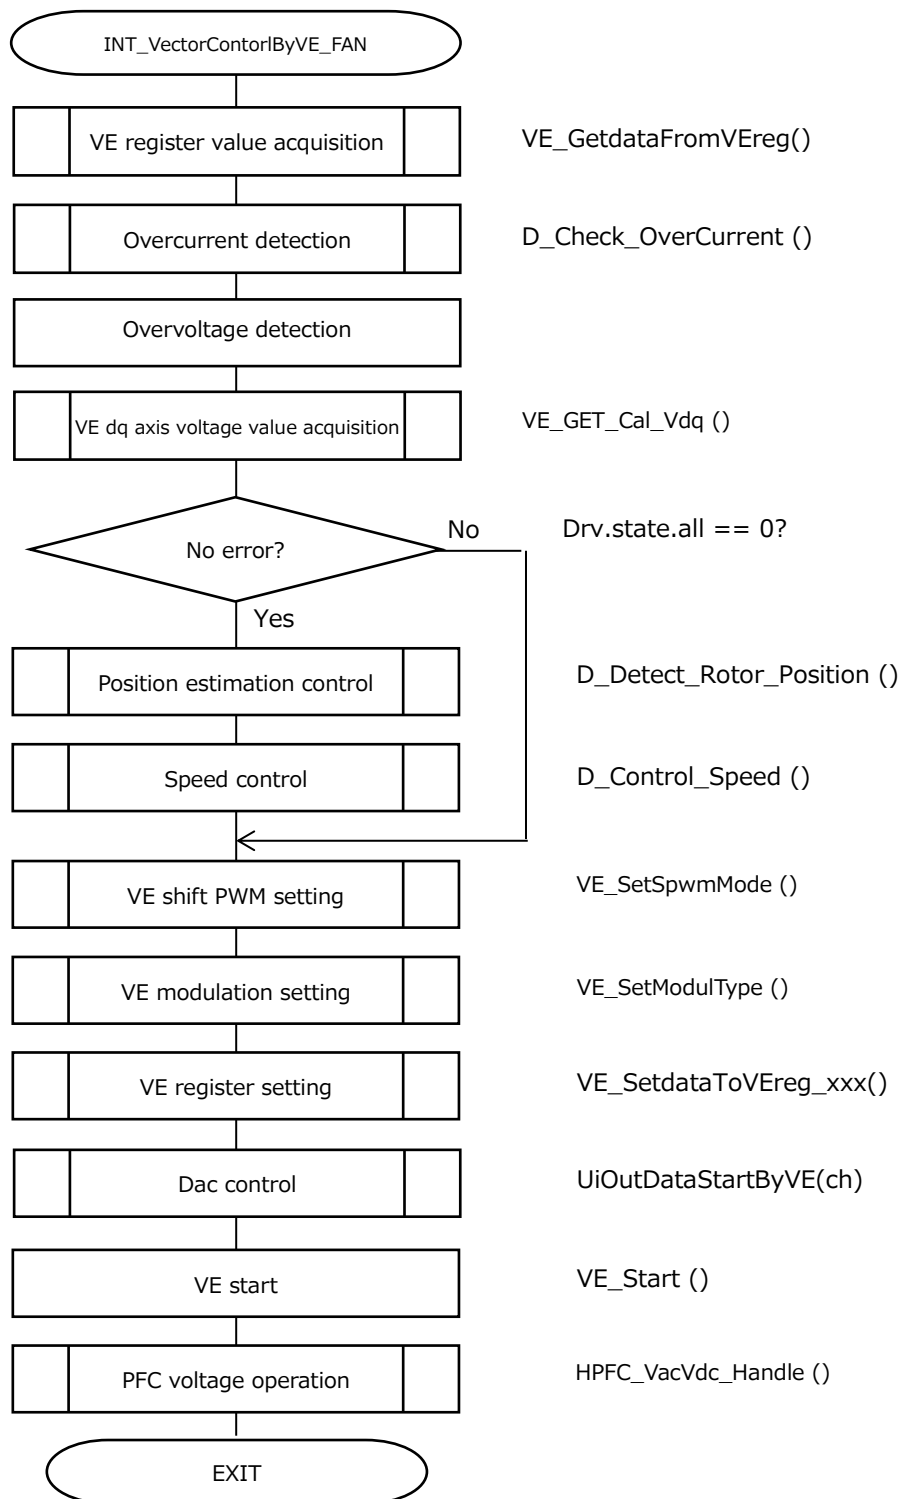 INT_VectorContorlByVE_FAN
VE register value acquisition
VE_GetdataFromVEreg()
Overcurrent detection
D_Check_OverCurrent ()
Overvoltage detection
VE dq axis voltage value acquisition
VE_GET_Cal_Vdq ()
No error?
No
Drv.state.all == 0?
Yes
Position estimation control
D_Detect_Rotor_Position ()
Speed control
D_Control_Speed ()
VE shift PWM setting
VE_SetSpwmMode ()
VE modulation setting
VE_SetModulType ()
VE register setting
VE_SetdataToVEreg_xxx()
Dac control
UiOutDataStartByVE(ch)
VE start
VE_Start ()
PFC voltage operation
HPFC_VacVdc_Handle ()
EXIT